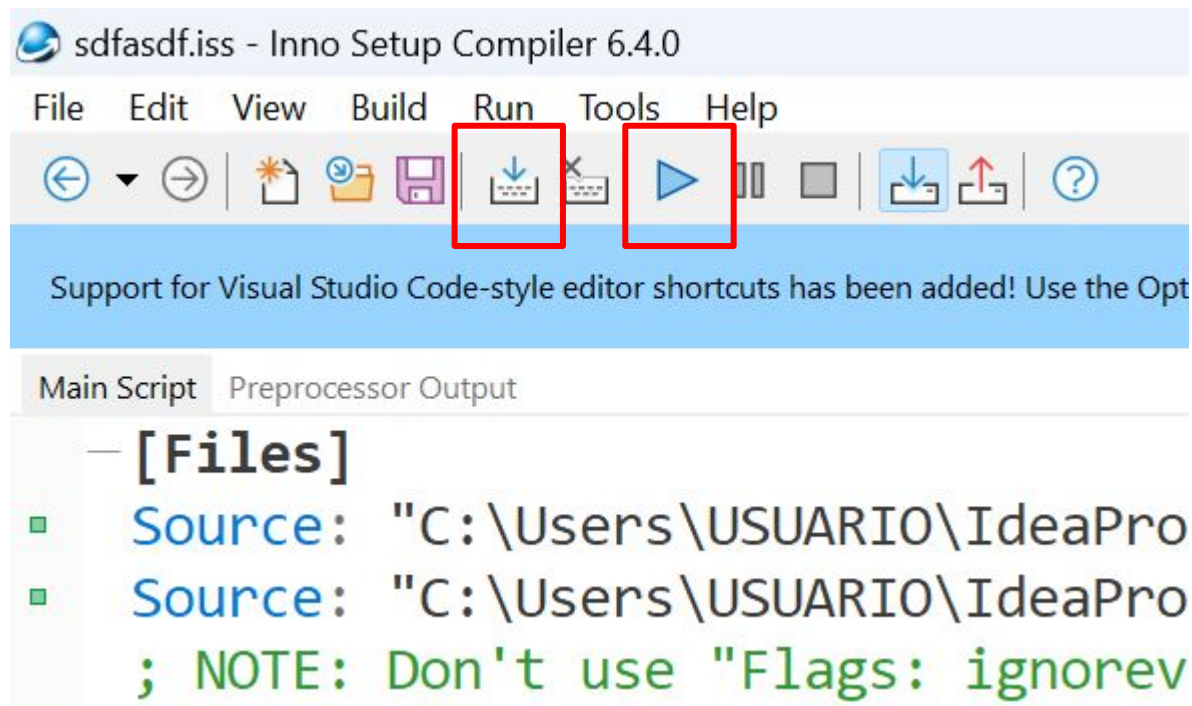 sdfasdf.iss - Inno Setup Compiler 6.4.0
File Edit View Build Run Tools Help
Support for Visual Studio Code-style editor shortcuts has been added! Use the Opt
Main Script Preprocessor Output
[Files]
Source: "C:\Users\USUARIO\IdeaPro
Source: "C:\Users\USUARIO\IdeaPro
; NOTE: Don't use "Flags: ignorev